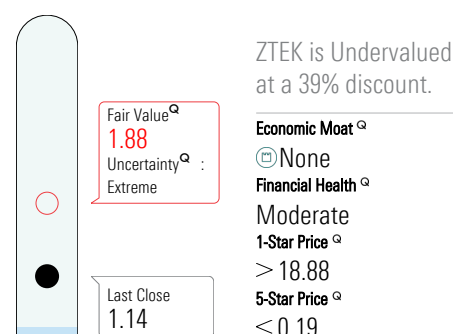 ZTEK is Undervalued
at a 39% discount.
Fair Value Q
1.88
Uncertainty Q :
Extreme
Last Close
1.14
Economic Moat Q
None
Financial Health Q
Moderate
1-Star Price Q
>18.88
5-Star Price Q
<0.19